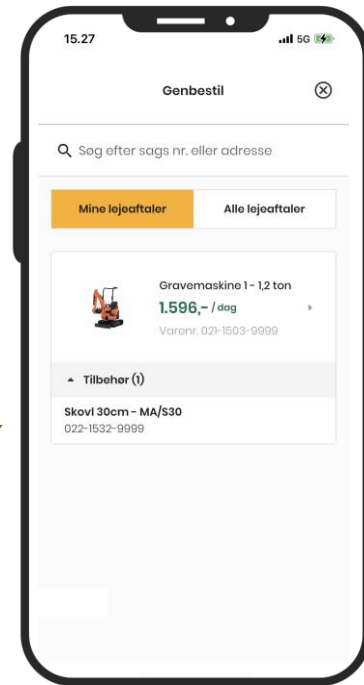 15.27
5G
Genbestil
Søg efter sags nr. eller adresse
Mine lejeaftaler
Alle lejeaftaler
Gravemaskine 1 - 1,2 ton
1.596,- / dag
Varenr. 021-1503-9999
Tilbehør (1)
Skovl 30cm - MA/S30
022-1532-9999